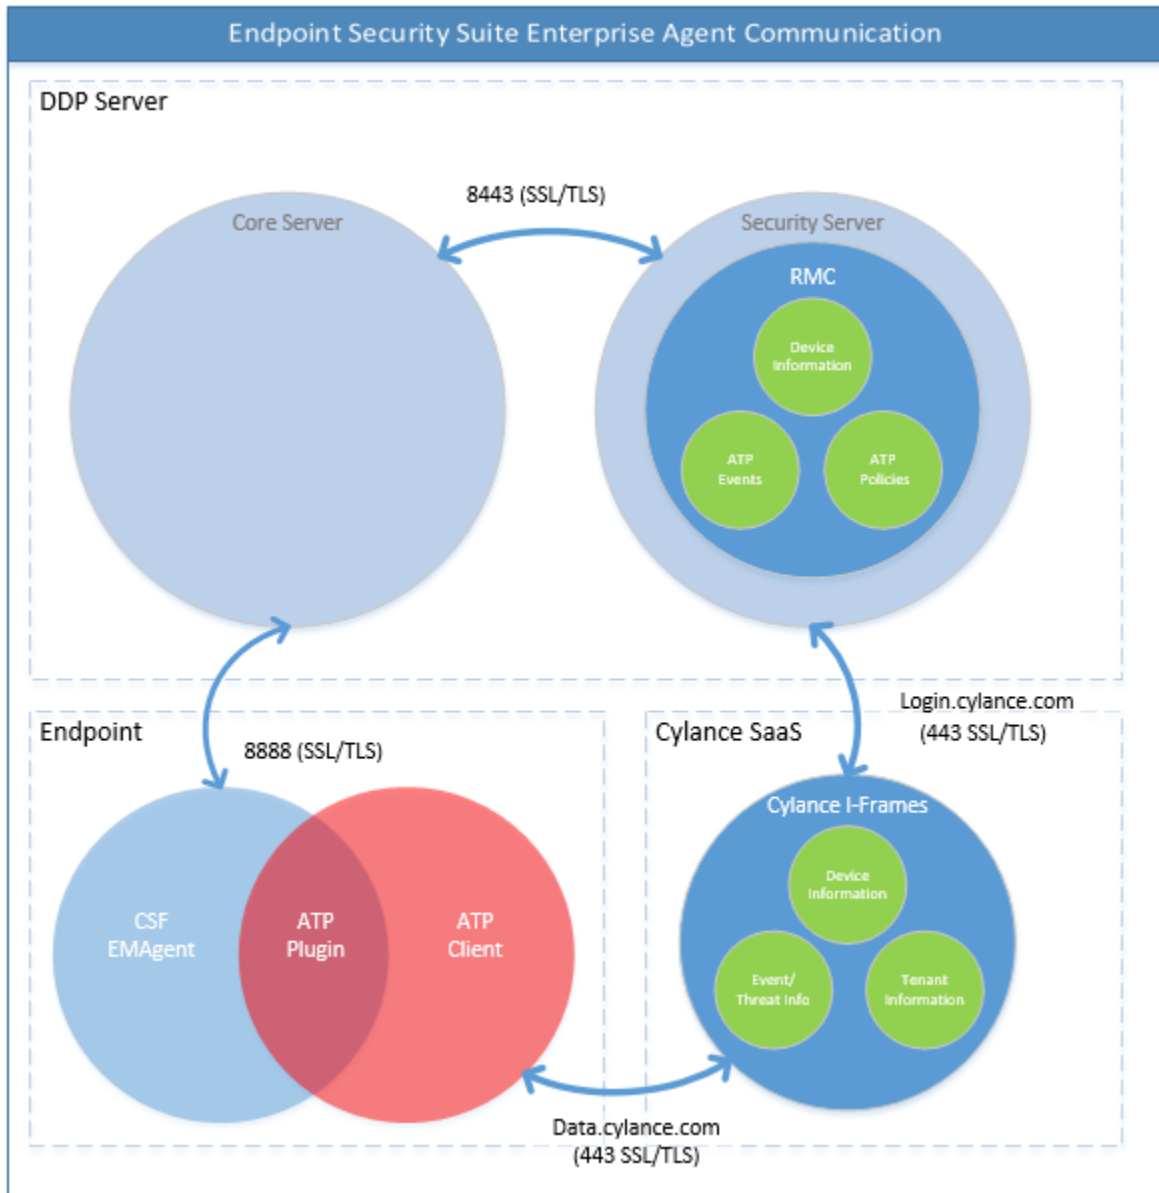 Endpoint Security Suite Enterprise Agent Communication
DDP Server
8443 (SSL/TLS)
Core Server
Security Server
RMC
Device
Information
ATP
Events
ATP
Policies
Login.cylance.com
(443 SSL/TLS)
Endpoint
8888 (SSL/TLS)
Cylance SaaS
Cylance I-Frames
Device
Information
CSF
EMAgent
ATP
Plugin
ATP
Client
Event/
Threat Info
Tenant
Information
Data.cylance.com
(443 SSL/TLS)